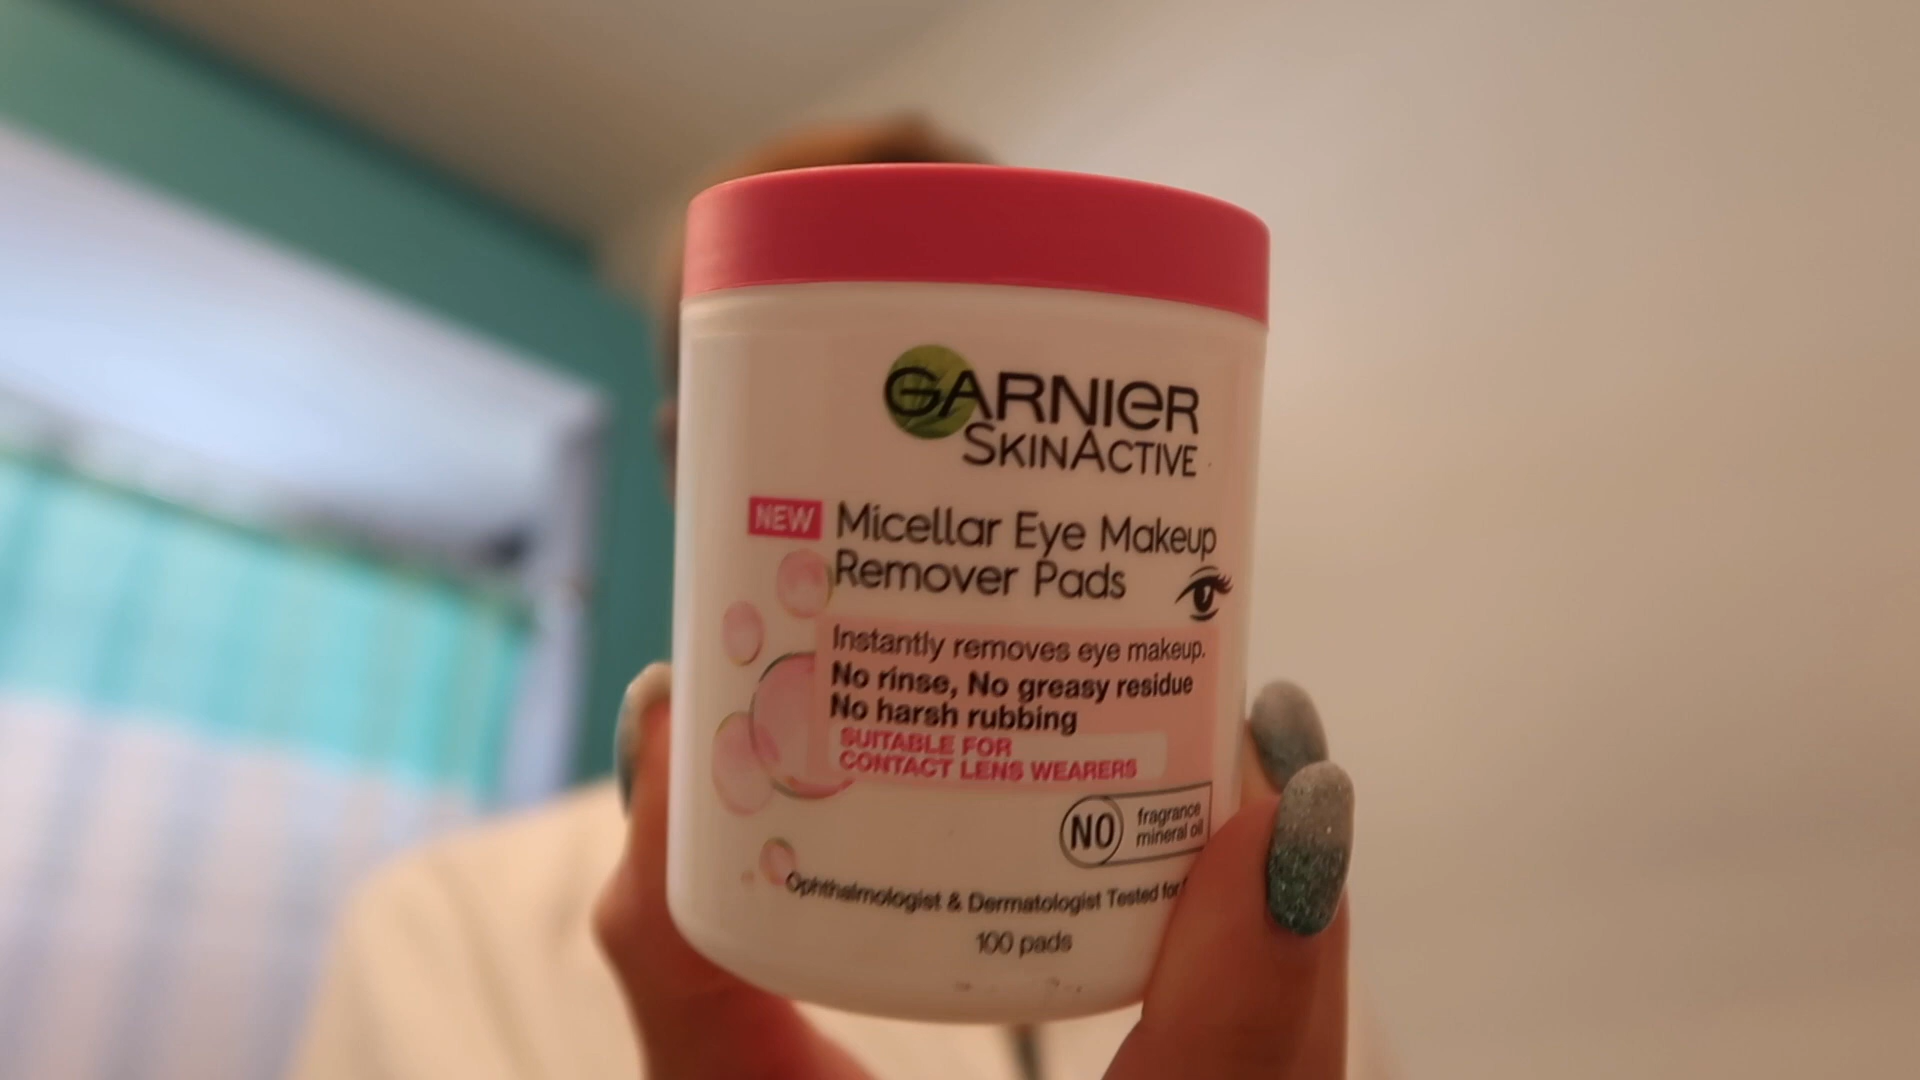 GARNIER
SKINACTIVE
NEW Micellar Eye Makeup
Remover Pads
Instantly removes eye makeup.
No rinse, No greasy residue
No harsh rubbing
SUITABLE FOR
CONTACT LENS WEARERS
NO fragrance
mineral oil
Ophthalmologist & Dermatologist Tested for
100 pads